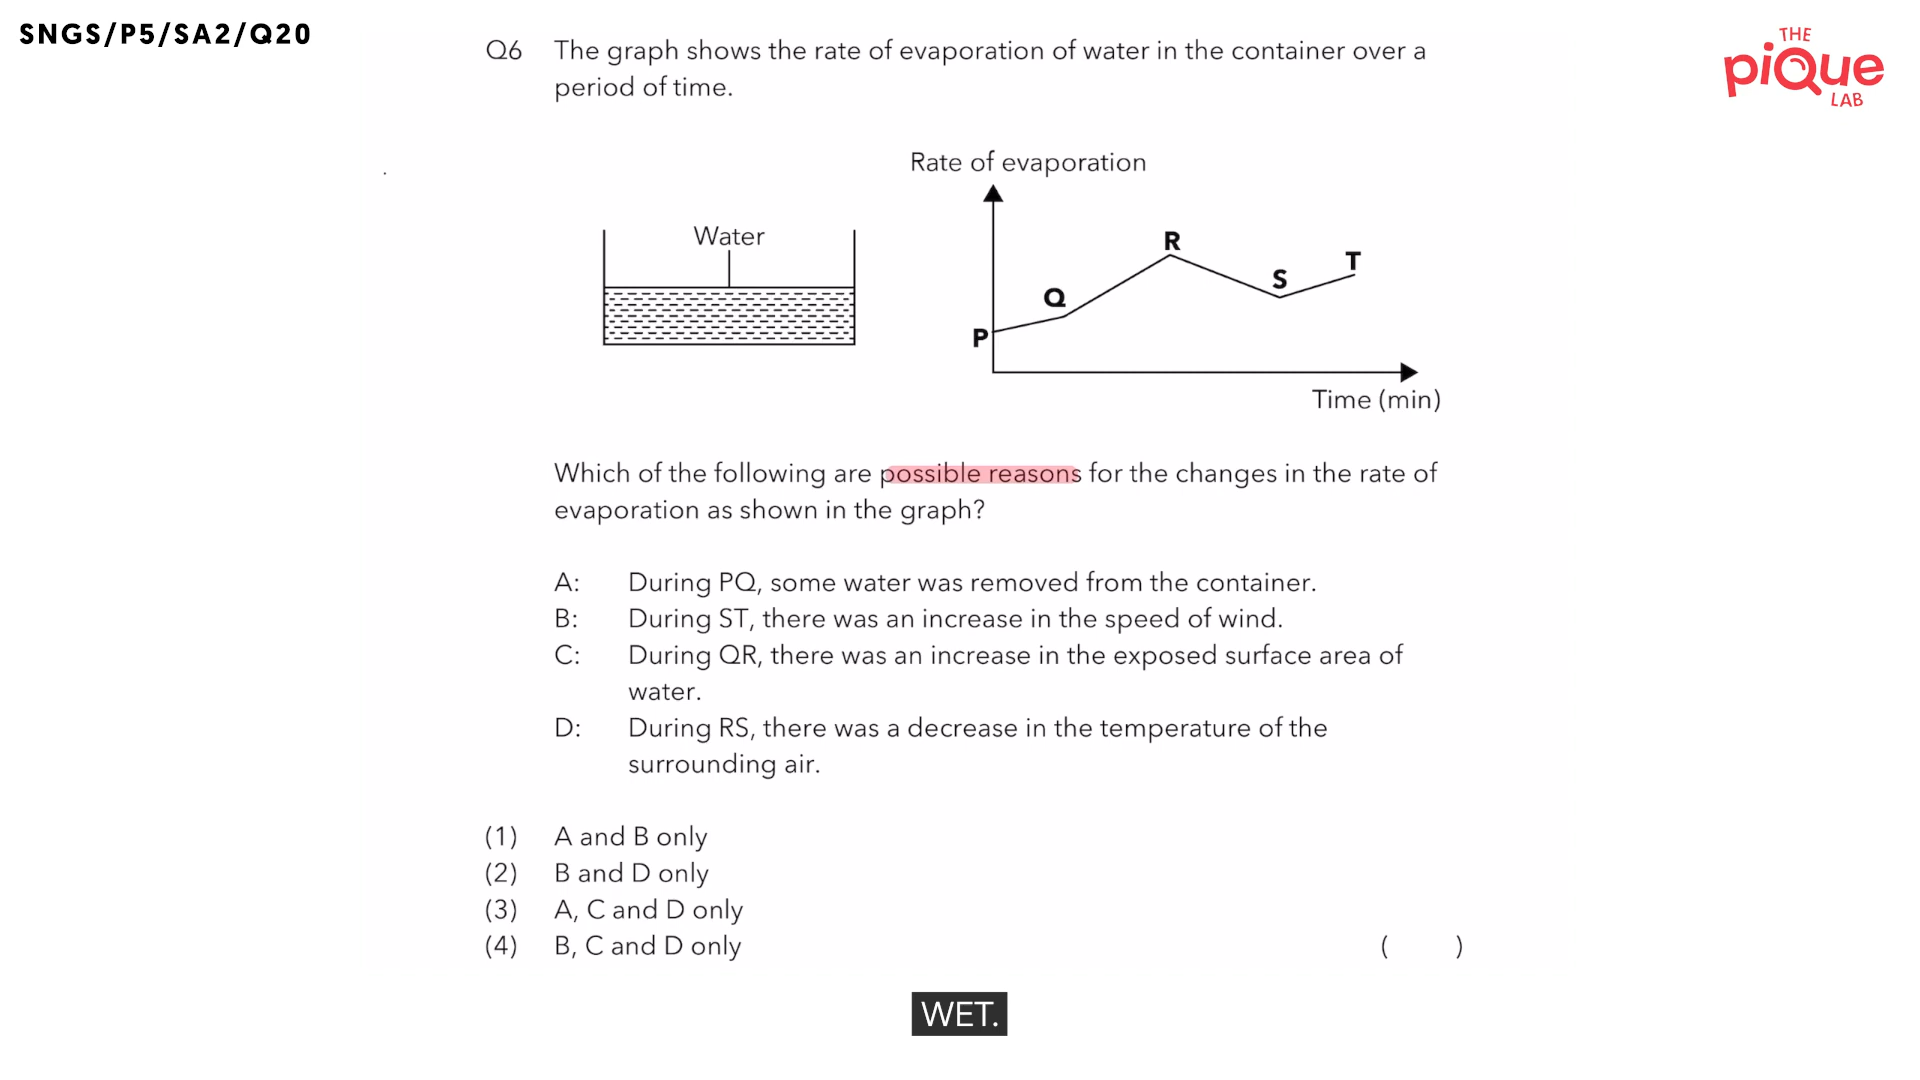 SNGS/P5/SA2/Q20
THE
piQue
LAB
Q6 The graph shows the rate of evaporation of water in the container over a
period of time.
Rate of evaporation
Water
R
T
S
Q
P
Time (min)
Which of the following are possible reasons for the changes in the rate of
evaporation as shown in the graph?
A: During PQ, some water was removed from the container.
B: During ST, there was an increase in the speed of wind.
C: During QR, there was an increase in the exposed surface area of
water.
D: During RS, there was a decrease in the temperature of the
surrounding air.
(1) A and B only
(2) B and D only
(3) A, C and D only
(4) B, C and D only ( )
WET.